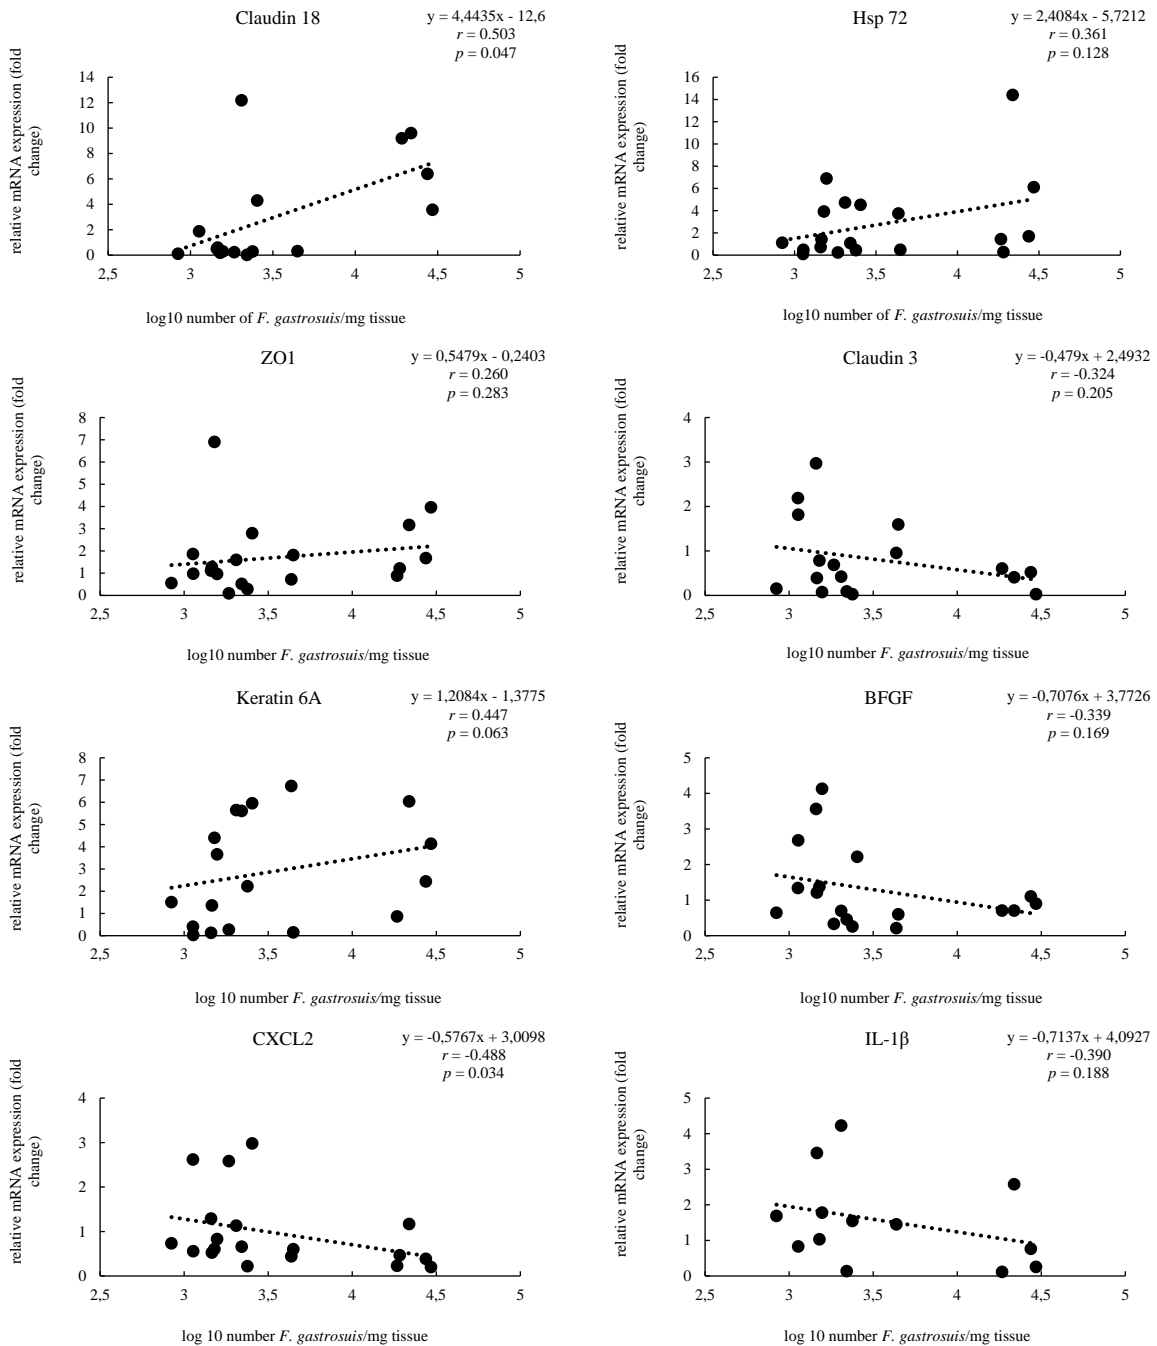 Claudin 18
y = 4,4435x - 12,6
r = 0.503
p = 0.047
relative mRNA expression (fold
change)
14
12
10
8
6
4
2
0
2,5
3
3,5
4
4,5
5
log10 number of F. gastrosuis/mg tissue
Hsp 72
y = 2,4084x - 5,7212
r = 0.361
p = 0.128
relative mRNA expression (fold
change)
16
14
12
10
8
6
4
2
0
2,5
3
3,5
4
4,5
5
log10 number of F. gastrosuis/mg tissue
ZO1
y = 0,5479x - 0,2403
r = 0.260
p = 0.283
relative mRNA expression (fold
change)
8
7
6
5
4
3
2
1
0
2,5
3
3,5
4
4,5
5
log10 number F. gastrosuis/mg tissue
Claudin 3
y = -0,479x + 2,4932
r = -0.324
p = 0.205
relative mRNA expression (fold
change)
4
3
2
1
0
2,5
3
3,5
4
4,5
5
log10 number F. gastrosuis/mg tissue
Keratin 6A
y = 1,2084x - 1,3775
r = 0.447
p = 0.063
relative mRNA expression (fold
change)
8
7
6
5
4
3
2
1
0
2,5
3
3,5
4
4,5
5
log 10 number F. gastrosuis/mg tissue
BFGF
y = -0,7076x + 3,7726
r = -0.339
p = 0.169
relative mRNA expression (fold
change)
5
4
3
2
1
0
2,5
3
3,5
4
4,5
5
log10 number F. gastrosuis/mg tissue
CXCL2
y = -0,5767x + 3,0098
r = -0.488
p = 0.034
relative mRNA expression (fold
change)
4
3
2
1
0
2,5
3
3,5
4
4,5
5
log 10 number F. gastrosuis/mg tissue
IL-1β
y = -0,7137x + 4,0927
r = -0.390
p = 0.188
relative mRNA expression (fold
change)
5
4
3
2
1
0
2,5
3
3,5
4
4,5
5
log 10 number F. gastrosuis/mg tissue